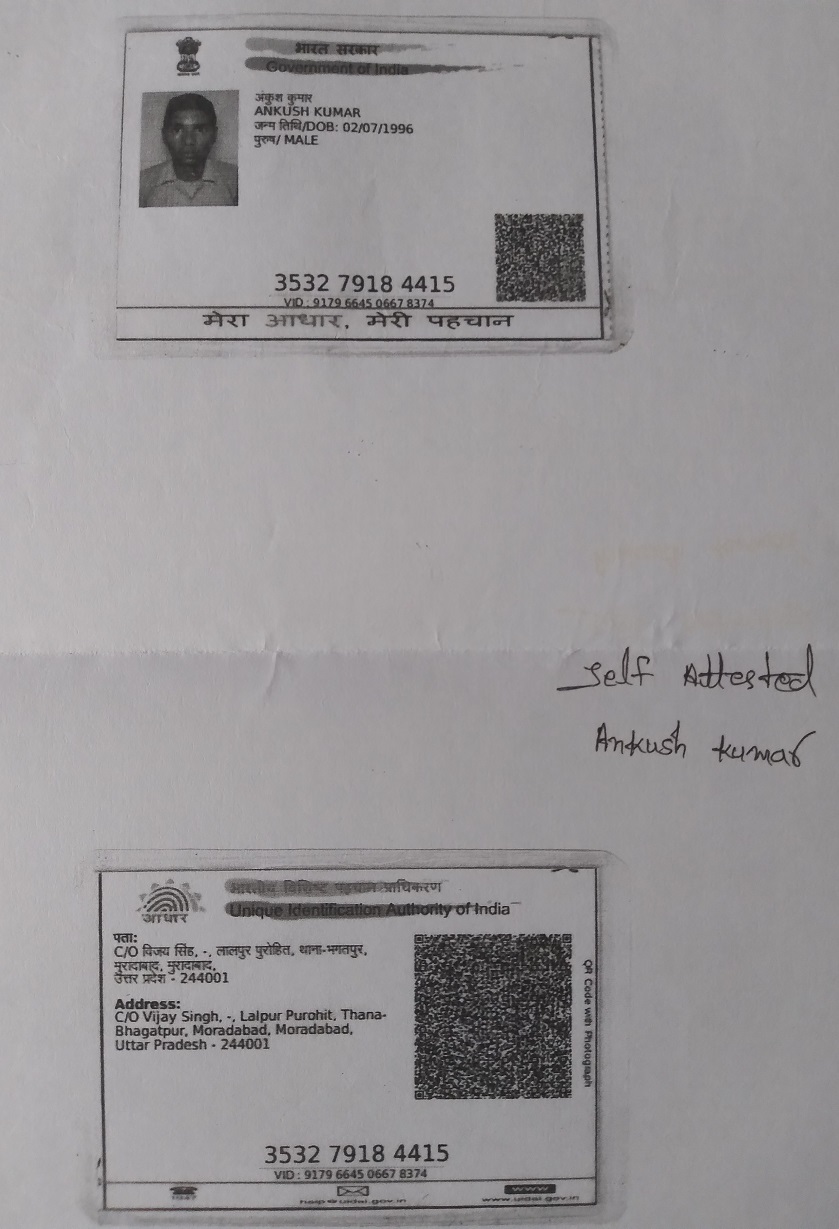 भारत सरकार
Government of India
अंकुश कुमार
ANKUSH KUMAR
जन्म तिथि/DOB: 02/07/1996
पुरुष/ MALE
3532 7918 4415
VID : 9179 6645 0667 8374
मेरा आधार, मेरी पहचान
Self Attested
Ankush kumar
भारतीय विशिष्ट पहचान प्राधिकरण
Unique Identification Authority of India
आधार
पता:
C/O विजय सिंह, -, लालपुर पुरोहित, थाना-भगतपुर,
मुरादाबाद, मुरादाबाद,
उत्तर प्रदेश - 244001
Address:
C/O Vijay Singh, -, Lalpur Purohit, Thana-
Bhagatpur, Moradabad, Moradabad,
Uttar Pradesh - 244001
QR Code with Photograph
3532 7918 4415
VID : 9179 6645 0667 8374
1947
help@uidai.gov.in
www
www.uidai.gov.in